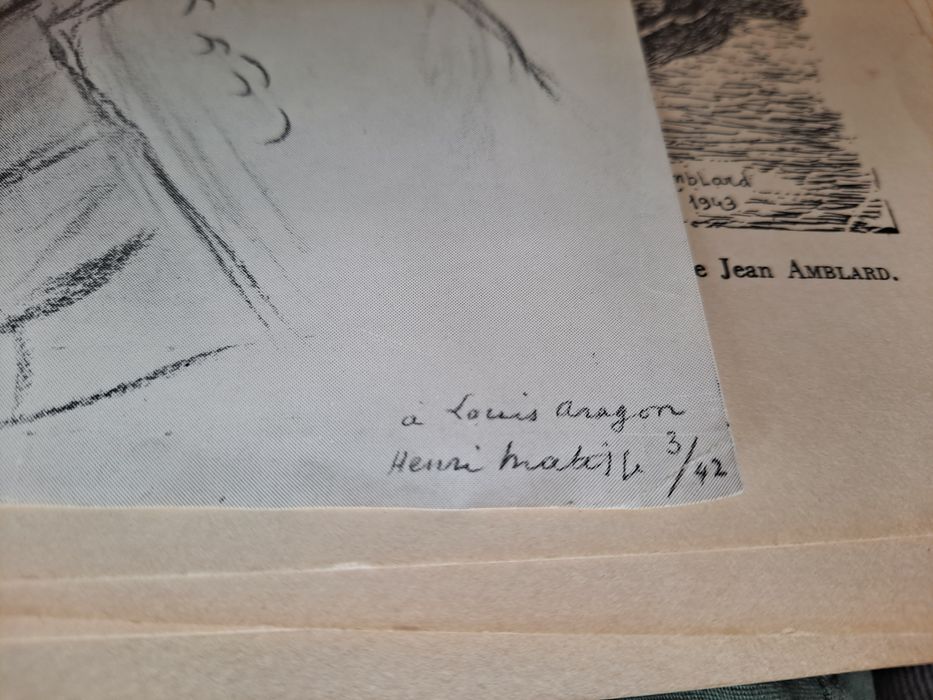 mblard
1943
e Jean AMBLARD.
à Louis Aragon
Henri Matisse 3/42